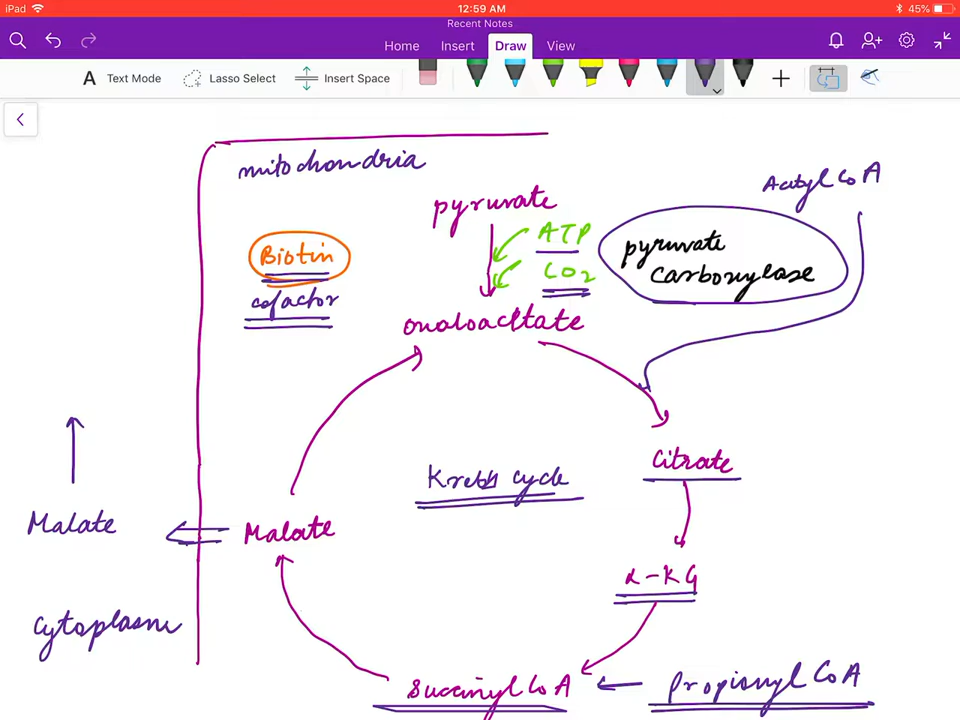 iPad
12:59 AM
45%
Recent Notes
Home
Insert
Draw
View
Text Mode
Lasso Select
Insert Space
mitochondria
Acetyl CoA
pyruvate
ATP
CO2
pyruvate
carboxylase
Biotin
cofactor
oxaloacetate
Citrate
Kreb's cycle
Malate
Malate
α-KG
cytoplasm
Succinyl CoA
Propionyl CoA